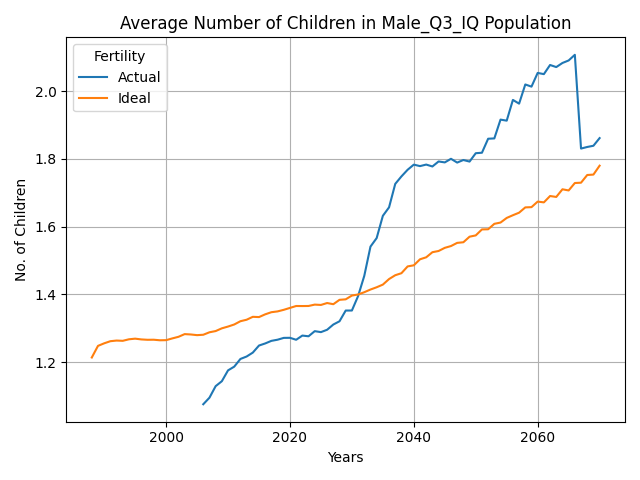 Average Number of Children in Male_Q3_IQ Population
Fertility
Actual
Ideal
No. of Children
2.0
1.8
1.6
1.4
1.2
2000
2020
2040
2060
Years